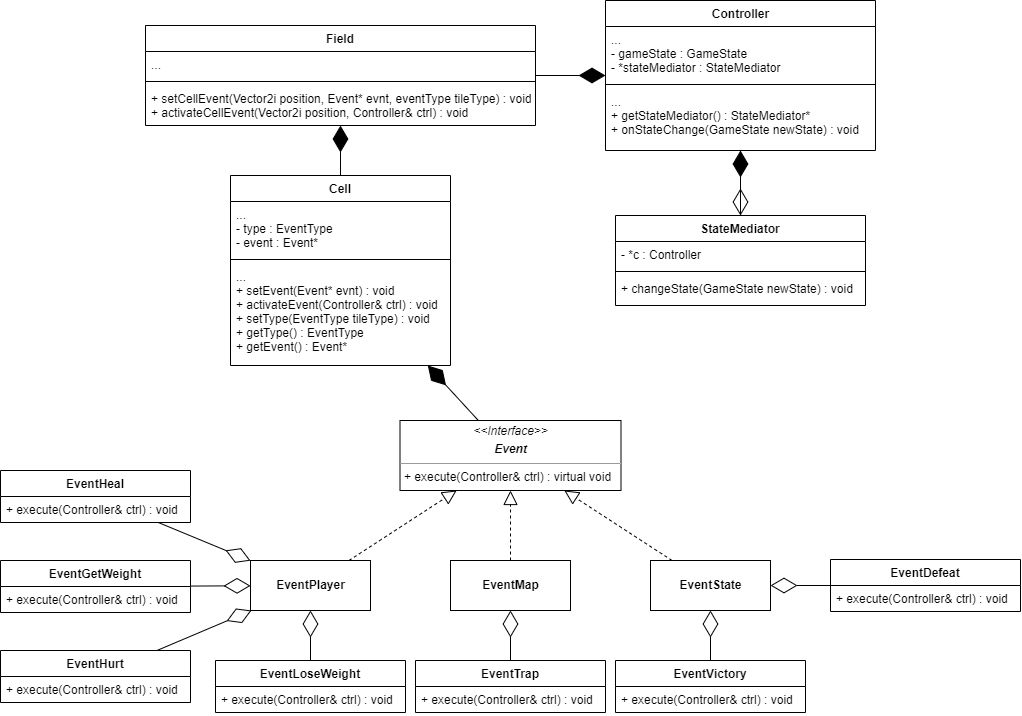 Controller
...
- gameState : GameState
- *stateMediator : StateMediator
...
+ getStateMediator() : StateMediator*
+ onStateChange(GameState newState) : void
Field
...
+ setCellEvent(Vector2i position, Event* evnt, eventType tileType) : void
+ activateCellEvent(Vector2i position, Controller& ctrl) : void
Cell
...
- type : EventType
- event : Event*
...
+ setEvent(Event* evnt) : void
+ activateEvent(Controller& ctrl) : void
+ setType(EventType tileType) : void
+ getType() : EventType
+ getEvent() : Event*
StateMediator
- *c : Controller
+ changeState(GameState newState) : void
<<Interface>>
Event
+ execute(Controller& ctrl) : virtual void
EventHeal
+ execute(Controller& ctrl) : void
EventGetWeight
+ execute(Controller& ctrl) : void
EventHurt
+ execute(Controller& ctrl) : void
EventPlayer
EventMap
EventState
EventDefeat
+ execute(Controller& ctrl) : void
EventLoseWeight
+ execute(Controller& ctrl) : void
EventTrap
+ execute(Controller& ctrl) : void
EventVictory
+ execute(Controller& ctrl) : void